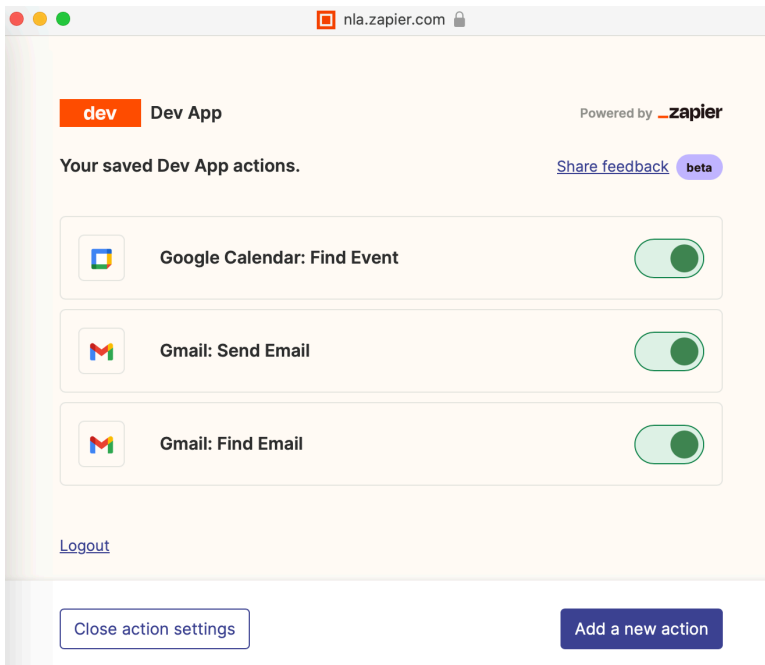 nla.zapier.com
dev Dev App
Powered by zapier
Your saved Dev App actions.
Share feedback beta
Google Calendar: Find Event
Gmail: Send Email
Gmail: Find Email
Logout
Close action settings
Add a new action